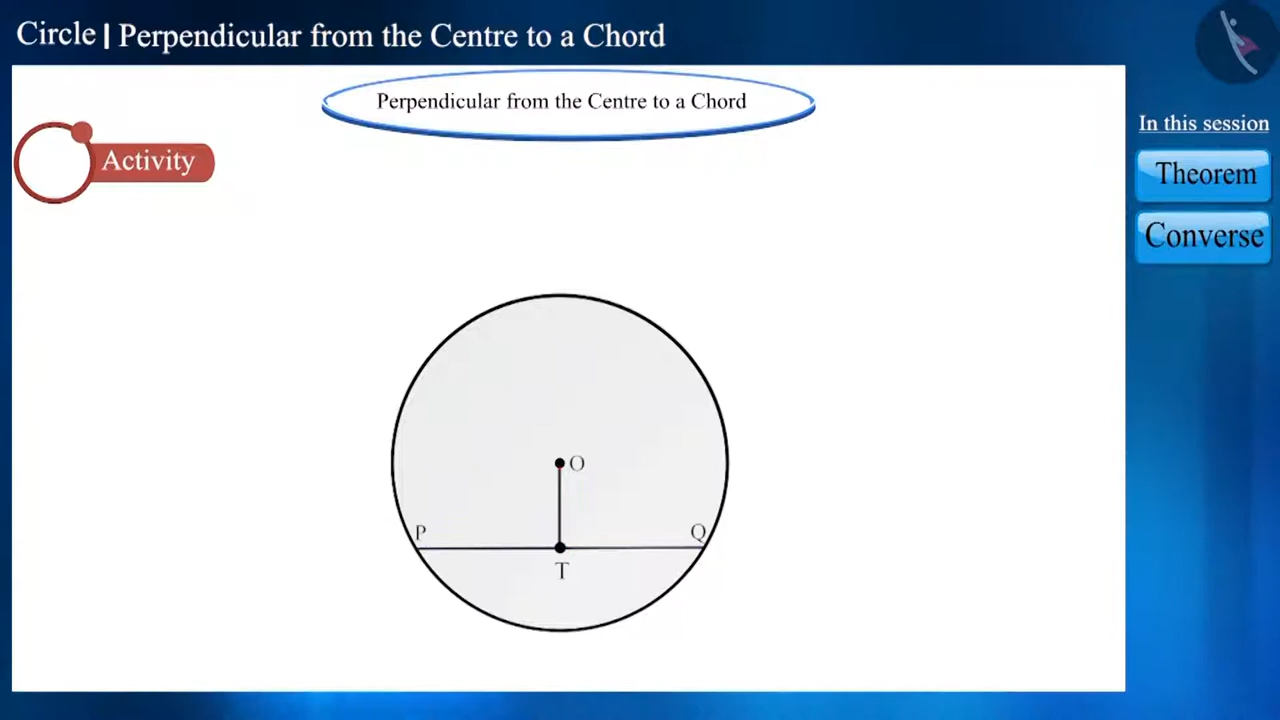 Circle | Perpendicular from the Centre to a Chord
Perpendicular from the Centre to a Chord
In this session
Activity
Theorem
Converse
O
P
Q
T